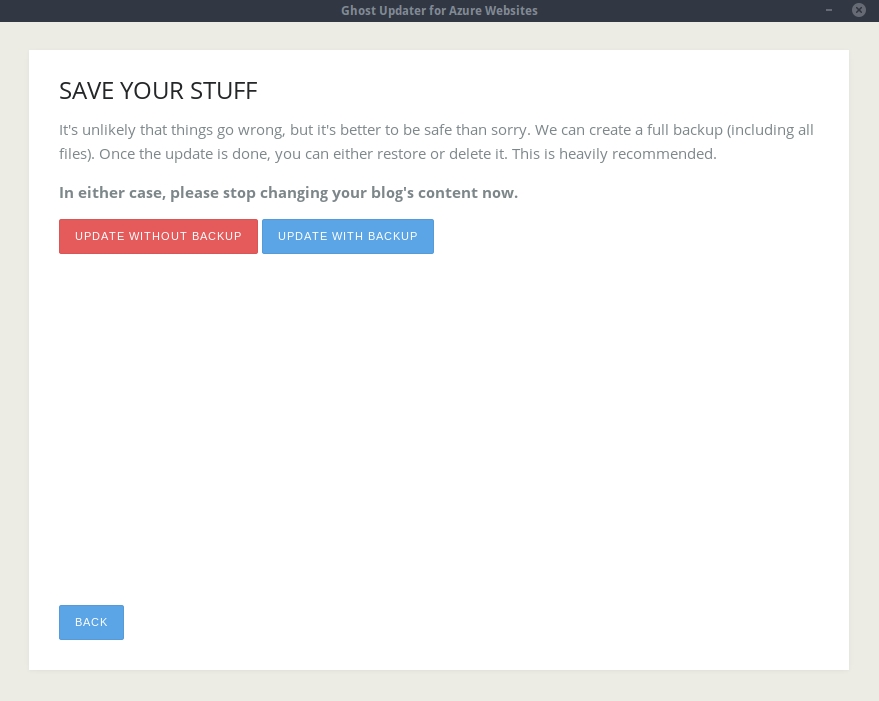 Ghost Updater for Azure Websites
SAVE YOUR STUFF
It's unlikely that things go wrong, but it's better to be safe than sorry. We can create a full backup (including all
files). Once the update is done, you can either restore or delete it. This is heavily recommended.
In either case, please stop changing your blog's content now.
UPDATE WITHOUT BACKUP UPDATE WITH BACKUP
BACK